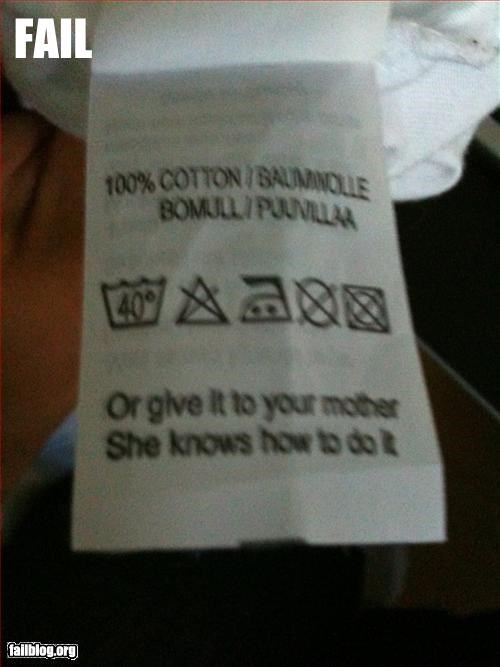 FAIL
100% COTTON / BAUMWOLLE
BOMULL / PUUVILLAA
40°
Or give it to your mother
She knows how to do it
failblog.org